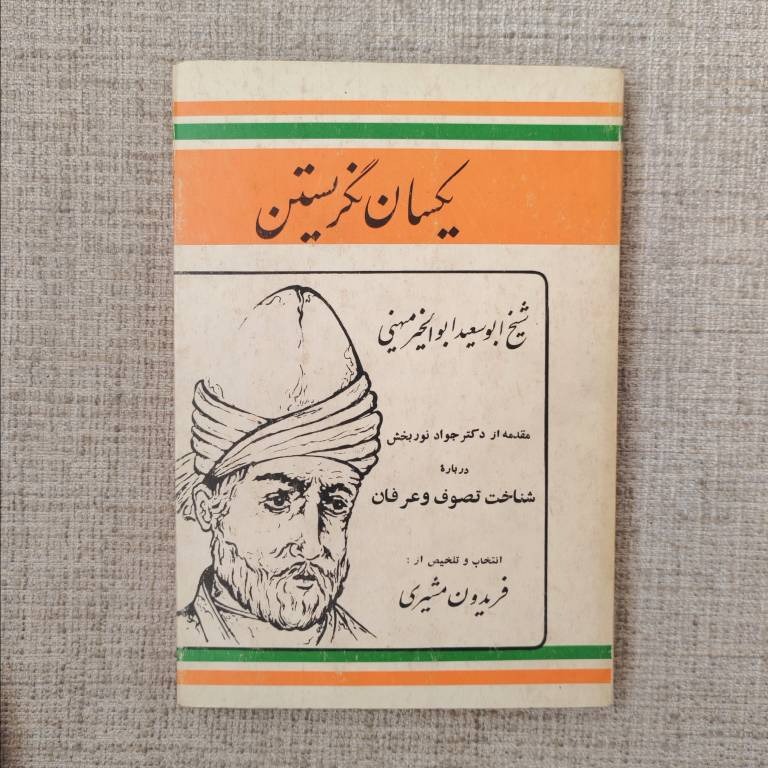 یکسان نگریستن
شیخ ابوسعید ابوالخیر میهنی
مقدمه از دکتر جواد نوربخش
دربارهٔ
شناخت تصوف و عرفان
انتخاب و تلخیص از :
فریدون مشیری